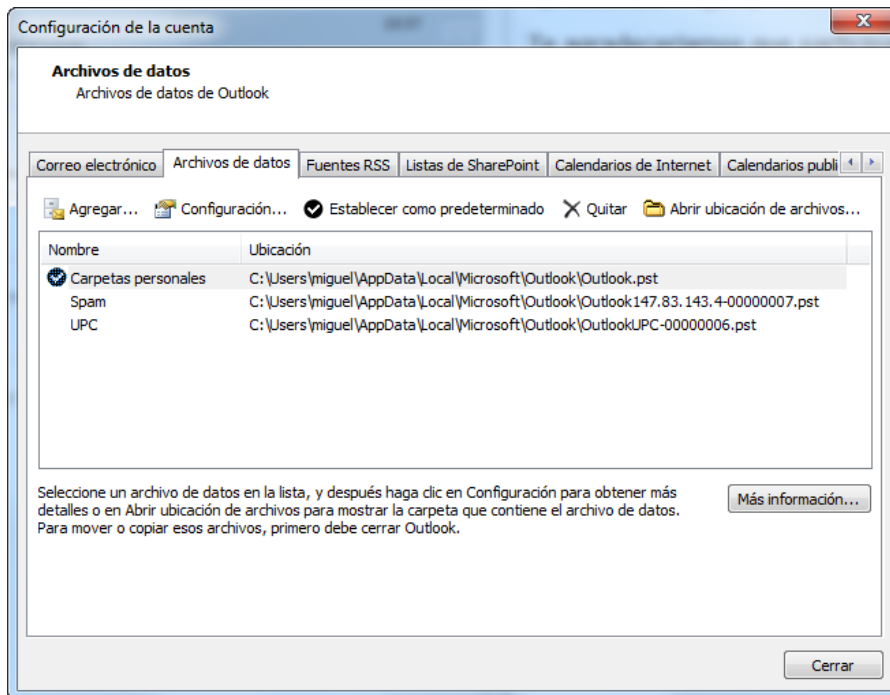 Configuración de la cuenta
Archivos de datos
Archivos de datos de Outlook
Correo electrónico Archivos de datos Fuentes RSS Listas de SharePoint Calendarios de Internet Calendarios publi
Agregar... Configuración... Establecer como predeterminado Quitar Abrir ubicación de archivos...
Nombre Ubicación
Carpetas personales C:\Users\miguel\AppData\Local\Microsoft\Outlook\Outlook.pst
Spam C:\Users\miguel\AppData\Local\Microsoft\Outlook\Outlook147.83.143.4-00000007.pst
UPC C:\Users\miguel\AppData\Local\Microsoft\Outlook\OutlookUPC-00000006.pst
Seleccione un archivo de datos en la lista, y después haga clic en Configuración para obtener más
detalles o en Abrir ubicación de archivos para mostrar la carpeta que contiene el archivo de datos.
Para mover o copiar esos archivos, primero debe cerrar Outlook.
Más información...
Cerrar